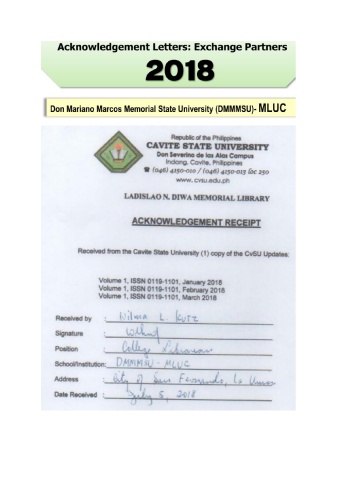 Acknowledgement Letters: Exchange Partners
2018
Don Mariano Marcos Memorial State University (DMMMSU)- MLUC
Republic of the Philippines
CAVITE STATE UNIVERSITY
Don Severino de las Alas Campus
Indang, Cavite, Philippines
☎ (046) 4150-010 / (046) 4150-013 loc 250
www.cvsu.edu.ph
LADISLAO N. DIWA MEMORIAL LIBRARY
ACKNOWLEDGEMENT RECEIPT
Received from the Cavite State University (1) copy of the CvSU Updates:
Volume 1, ISSN 0119-1101, January 2018
Volume 1, ISSN 0119-1101, February 2018
Volume 1, ISSN 0119-1101, March 2018
Received by : Wilma L. Kutz
Signature :
Position : College Librarian
School/Institution: DMMMSU - MLUC
Address : City of San Fernando, La Union
Date Received : July 5, 2018